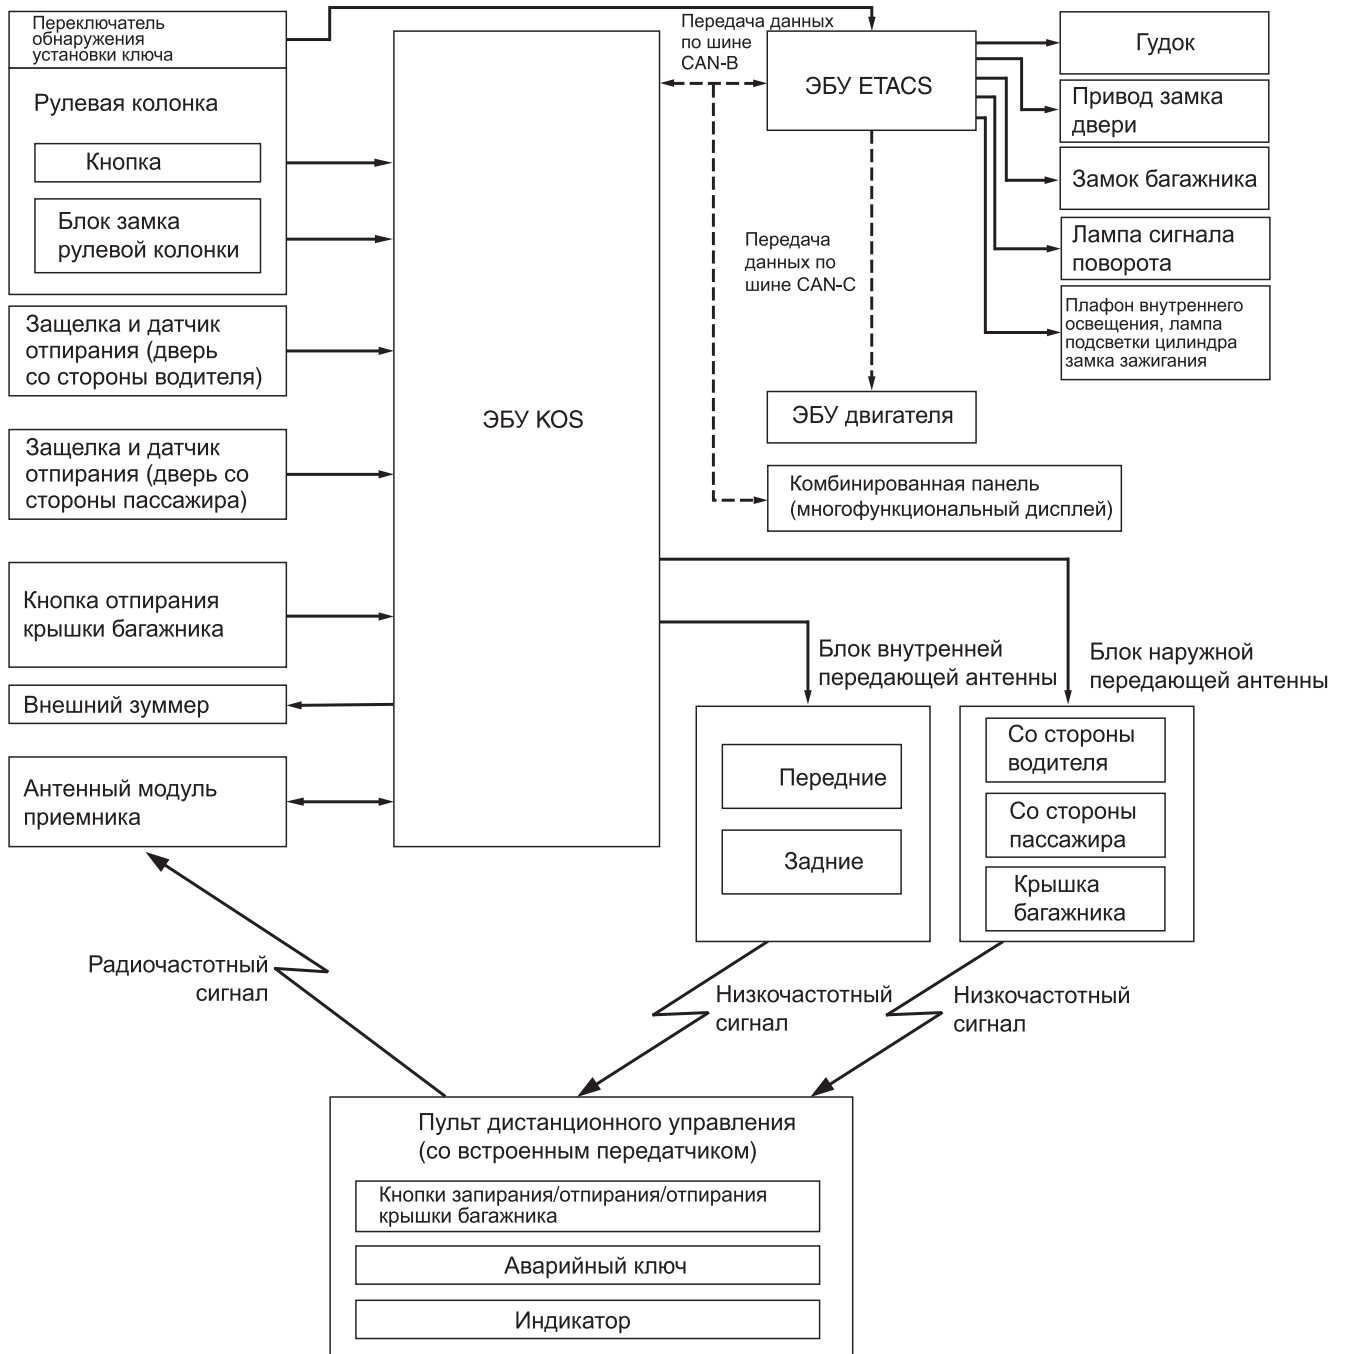 Переключатель
обнаружения
установки ключа
Рулевая колонка
Кнопка
Блок замка
рулевой колонки
Защелка и датчик
отпирания (дверь
со стороны водителя)
Защелка и датчик
отпирания (дверь со
стороны пассажира)
Кнопка отпирания
крышки багажника
Внешний зуммер
Антенный модуль
приемника
ЭБУ KOS
Передача данных
по шине
CAN-B
ЭБУ ETACS
Гудок
Привод замка
двери
Замок багажника
Лампа сигнала
поворота
Плафон внутреннего
освещения, лампа
подсветки цилиндра
замка зажигания
Передача
данных по
шине CAN-C
ЭБУ двигателя
Комбинированная панель
(многофункциональный дисплей)
Блок внутренней
передающей антенны
Передние
Задние
Блок наружной
передающей антенны
Со стороны
водителя
Со стороны
пассажира
Крышка
багажника
Радиочастотный
сигнал
Низкочастотный
сигнал
Низкочастотный
сигнал
Пульт дистанционного управления
(со встроенным передатчиком)
Кнопки запирания/отпирания/отпирания
крышки багажника
Аварийный ключ
Индикатор